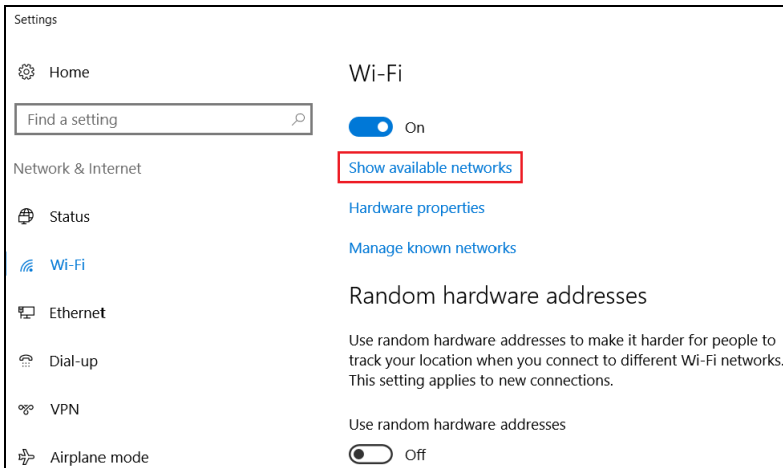 Settings
Home
Find a setting
Network & Internet
Status
Wi-Fi
Ethernet
Dial-up
VPN
Airplane mode
Wi-Fi
On
Show available networks
Hardware properties
Manage known networks
Random hardware addresses
Use random hardware addresses to make it harder for people to
track your location when you connect to different Wi-Fi networks.
This setting applies to new connections.
Use random hardware addresses
Off